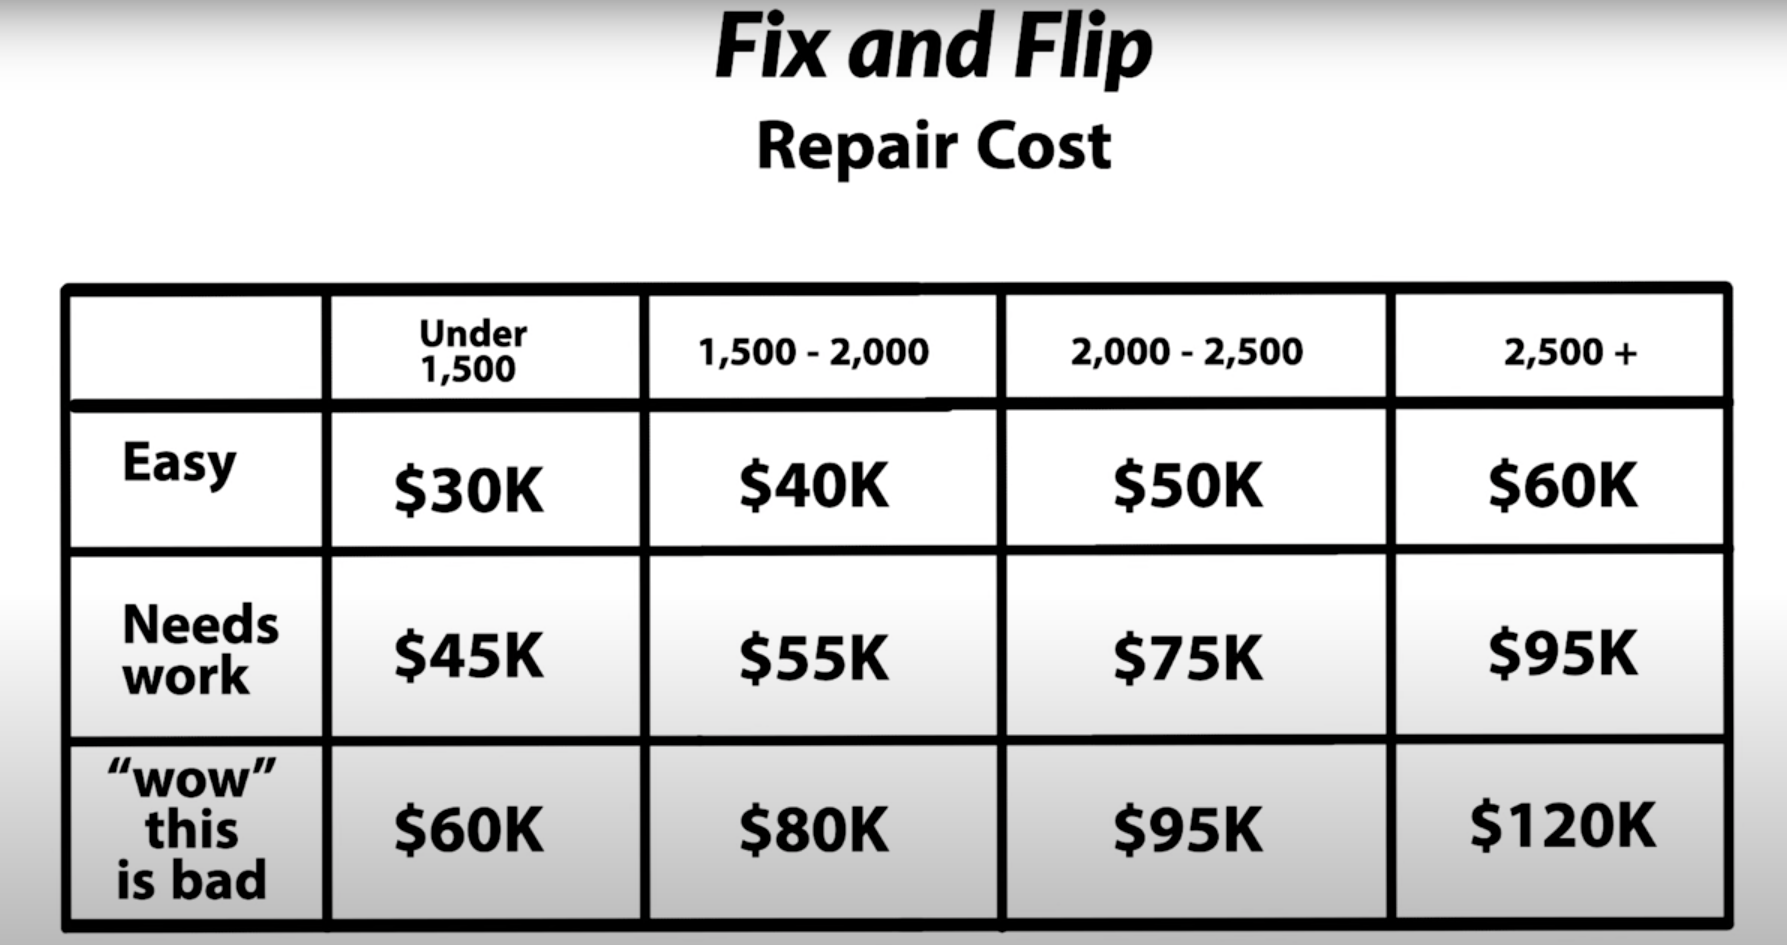 Fix and Flip
Repair Cost
Under
1,500
1,500 - 2,000
2,000 - 2,500
2,500 +
Easy
$30K
$40K
$50K
$60K
Needs
work
$45K
$55K
$75K
$95K
“wow”
this
is bad
$60K
$80K
$95K
$120K